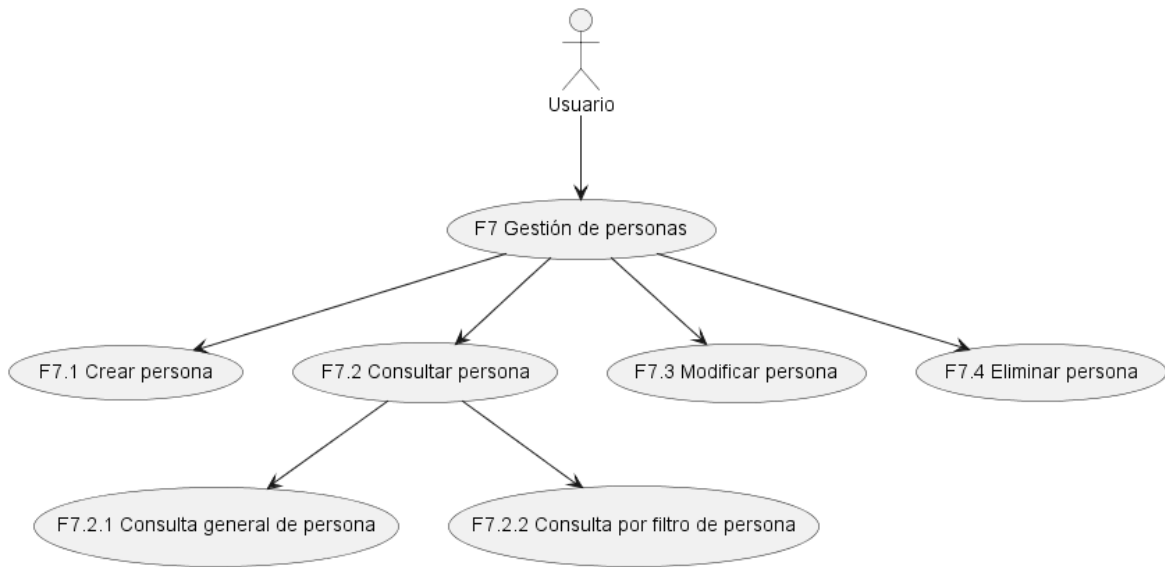 Usuario
F7 Gestión de personas
F7.1 Crear persona
F7.2 Consultar persona
F7.3 Modificar persona
F7.4 Eliminar persona
F7.2.1 Consulta general de persona
F7.2.2 Consulta por filtro de persona